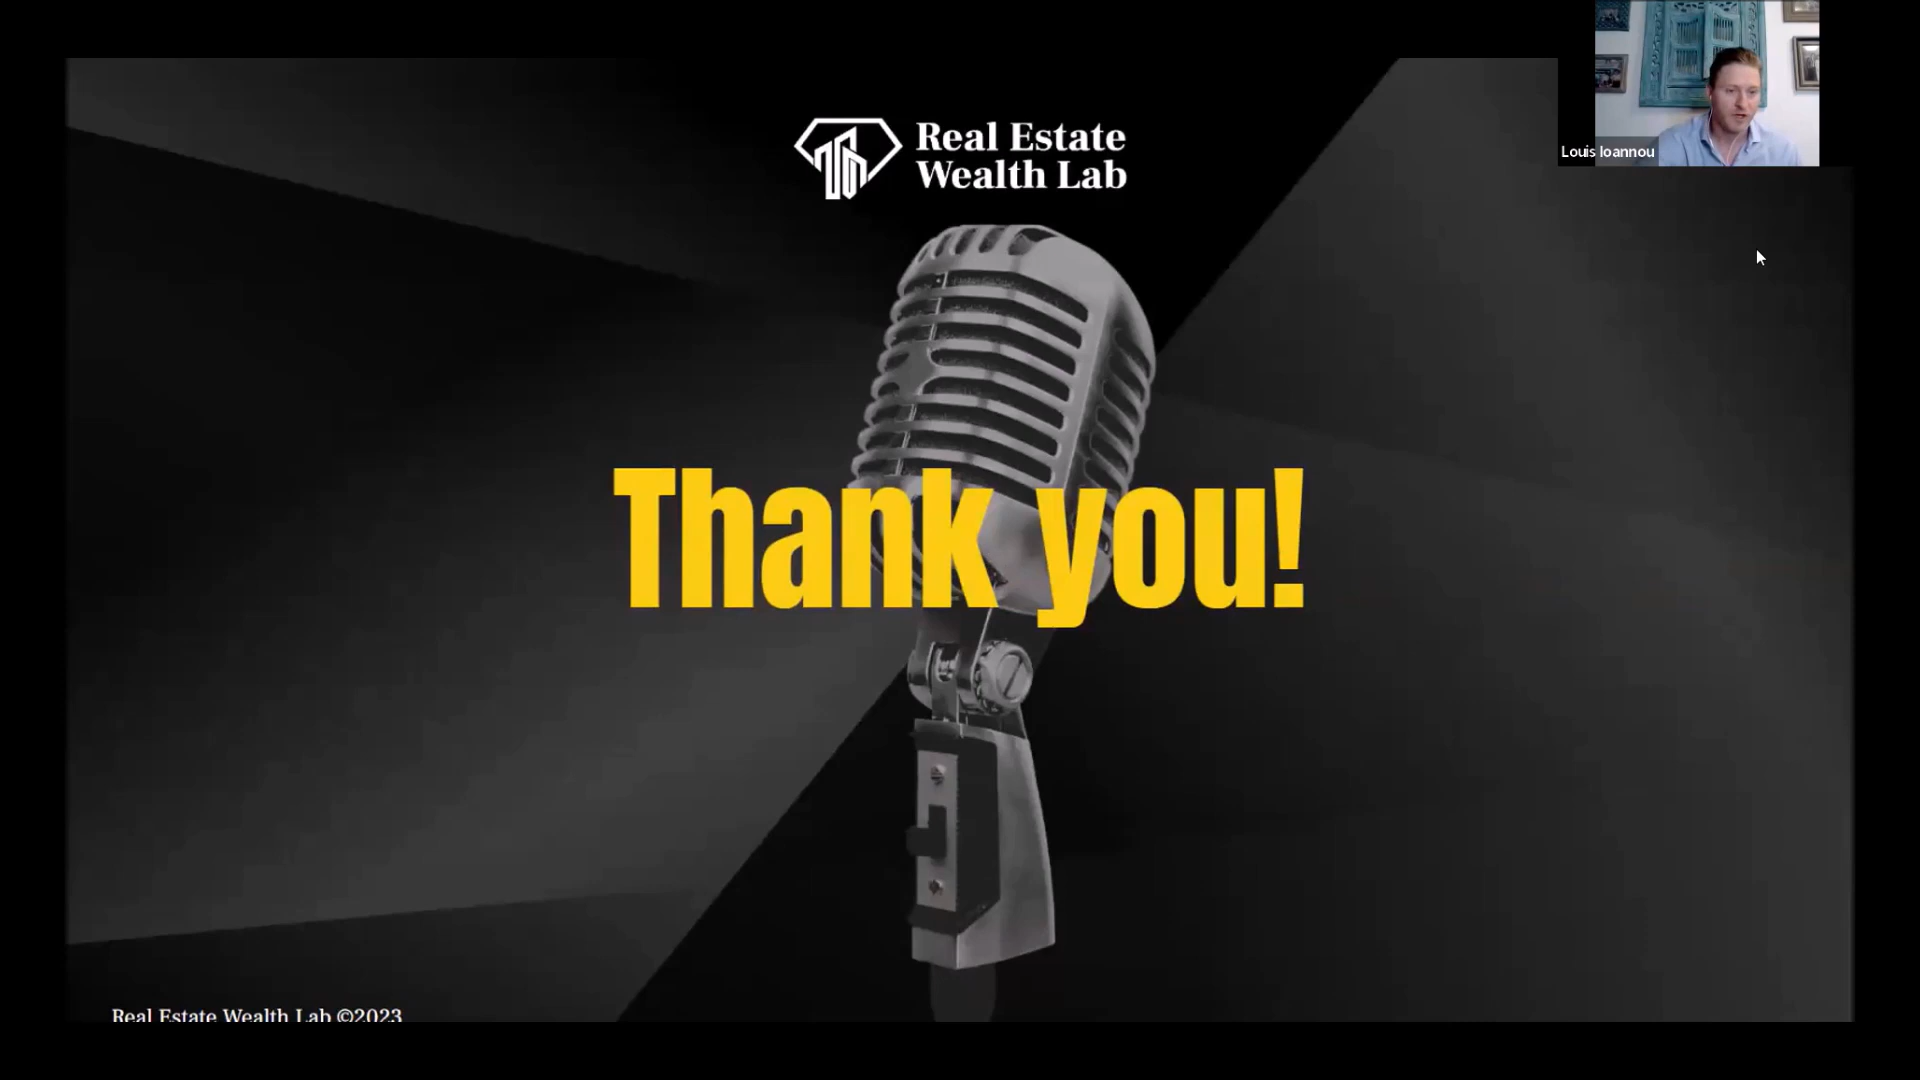 Real Estate
Wealth Lab
Louis Ioannou
Thank you!
Real Estate Wealth Lab ©2023